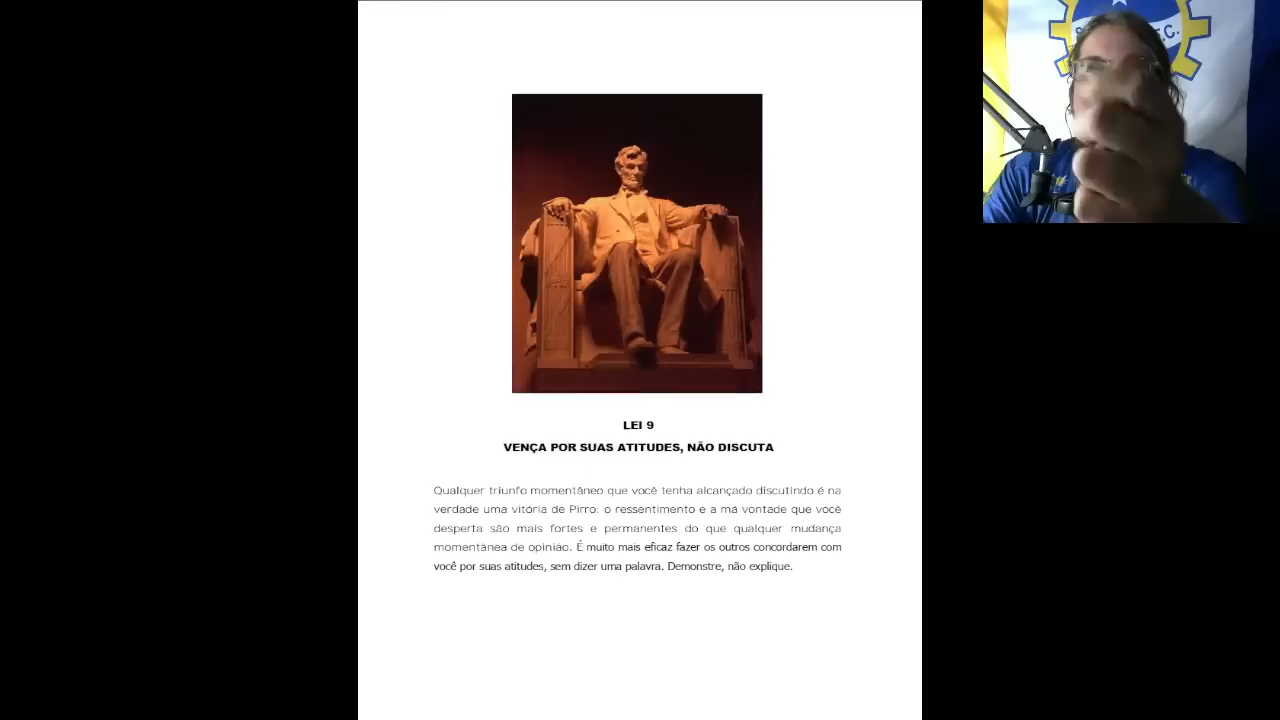 LEI 9
VENÇA POR SUAS ATITUDES, NÃO DISCUTA
Qualquer triunfo momentâneo que você tenha alcançado discutindo é na
verdade uma vitória de Pirro: o ressentimento e a má vontade que você
desperta são mais fortes e permanentes do que qualquer mudança
momentânea de opinião. É muito mais eficaz fazer os outros concordarem com
você por suas atitudes, sem dizer uma palavra. Demonstre, não explique.